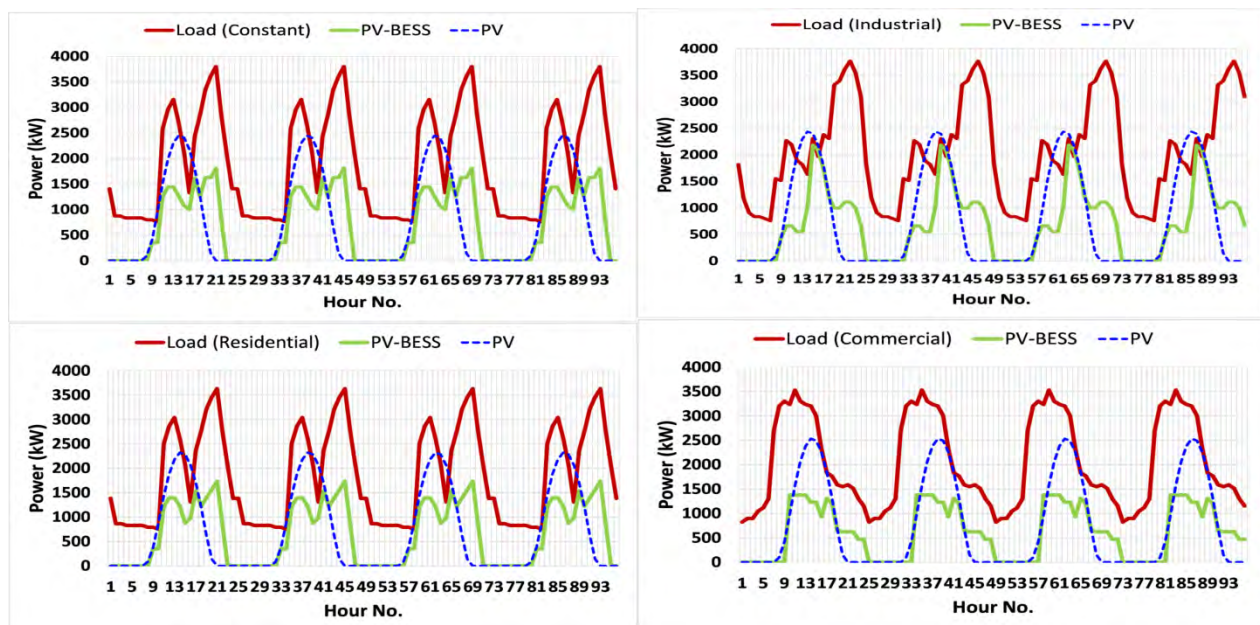 Load (Constant) PV-BESS PV
4000
3500
3000
2500
2000
1500
1000
500
0
Power (kW)
1 5 9 13 17 21 25 29 33 37 41 45 49 53 57 61 65 69 73 77 81 85 89 93
Hour No.
Load (Industrial) PV-BESS PV
4000
3500
3000
2500
2000
1500
1000
500
0
Power (kW)
1 5 9 13 17 21 25 29 33 37 41 45 49 53 57 61 65 69 73 77 81 85 89 93
Hour No.
Load (Residential) PV-BESS PV
4000
3500
3000
2500
2000
1500
1000
500
0
Power (kW)
1 5 9 13 17 21 25 29 33 37 41 45 49 53 57 61 65 69 73 77 81 85 89 93
Hour No.
Load (Commercial) PV-BESS PV
4000
3500
3000
2500
2000
1500
1000
500
0
Power (kW)
1 5 9 13 17 21 25 29 33 37 41 45 49 53 57 61 65 69 73 77 81 85 89 93
Hour No.